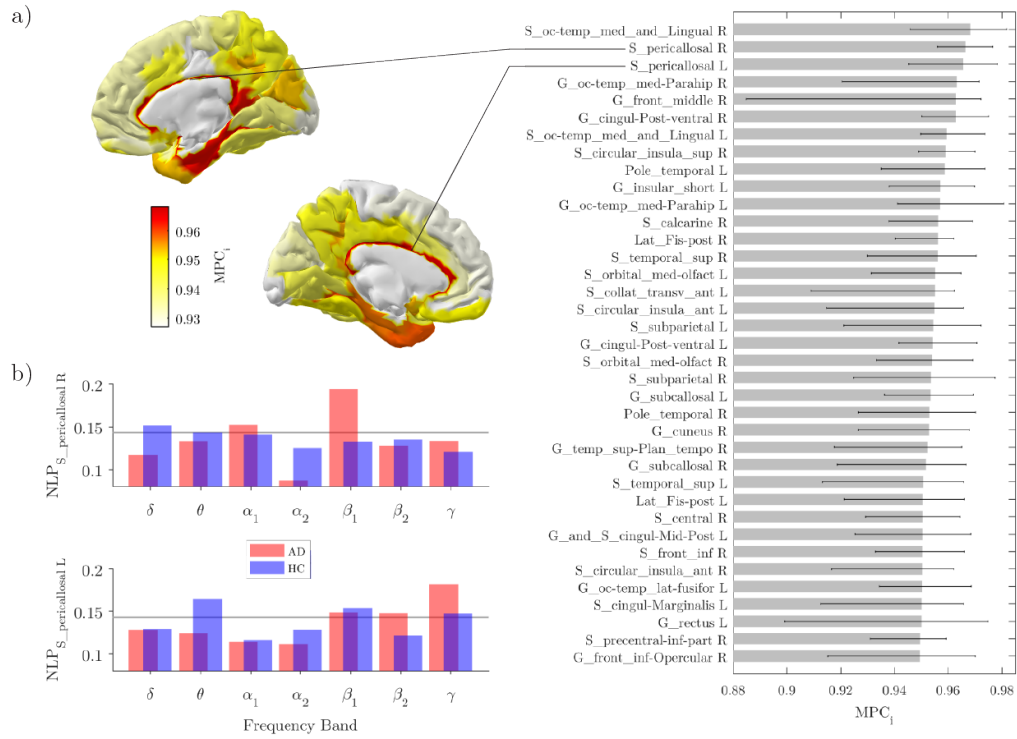 a)
0.96
0.95
0.94
0.93
MPC_i
S_oc-temp_med_and_Lingual R
S_pericallosal R
S_pericallosal L
G_oc-temp_med-Parahip R
G_front_middle R
G_cingul-Post-ventral R
S_oc-temp_med_and_Lingual L
S_circular_insula_sup R
Pole_temporal L
G_insular_short L
G_oc-temp_med-Parahip L
S_calcarine R
Lat_Fis-post R
S_temporal_sup R
S_orbital_med-olfact L
S_collat_transv_ant L
S_circular_insula_ant L
S_subparietal L
G_cingul-Post-ventral L
S_orbital_med-olfact R
S_subparietal R
G_subcallosal L
Pole_temporal R
G_cuneus R
G_temp_sup-Plan_tempo R
G_subcallosal R
S_temporal_sup L
Lat_Fis-post L
S_central R
G_and_S_cingul-Mid-Post L
S_front_inf R
S_circular_insula_ant R
G_oc-temp_lat-fusifor L
S_cingul-Marginalis L
G_rectus L
S_precentral-inf-part R
G_front_inf-Opercular R
0.88 0.9 0.92 0.94 0.96 0.98
MPC_i
b)
NLP_S_pericallosal R
0.2
0.15
0.1
δ θ α_1 α_2 β_1 β_2 γ
AD
HC
NLP_S_pericallosal L
0.2
0.15
0.1
δ θ α_1 α_2 β_1 β_2 γ
Frequency Band